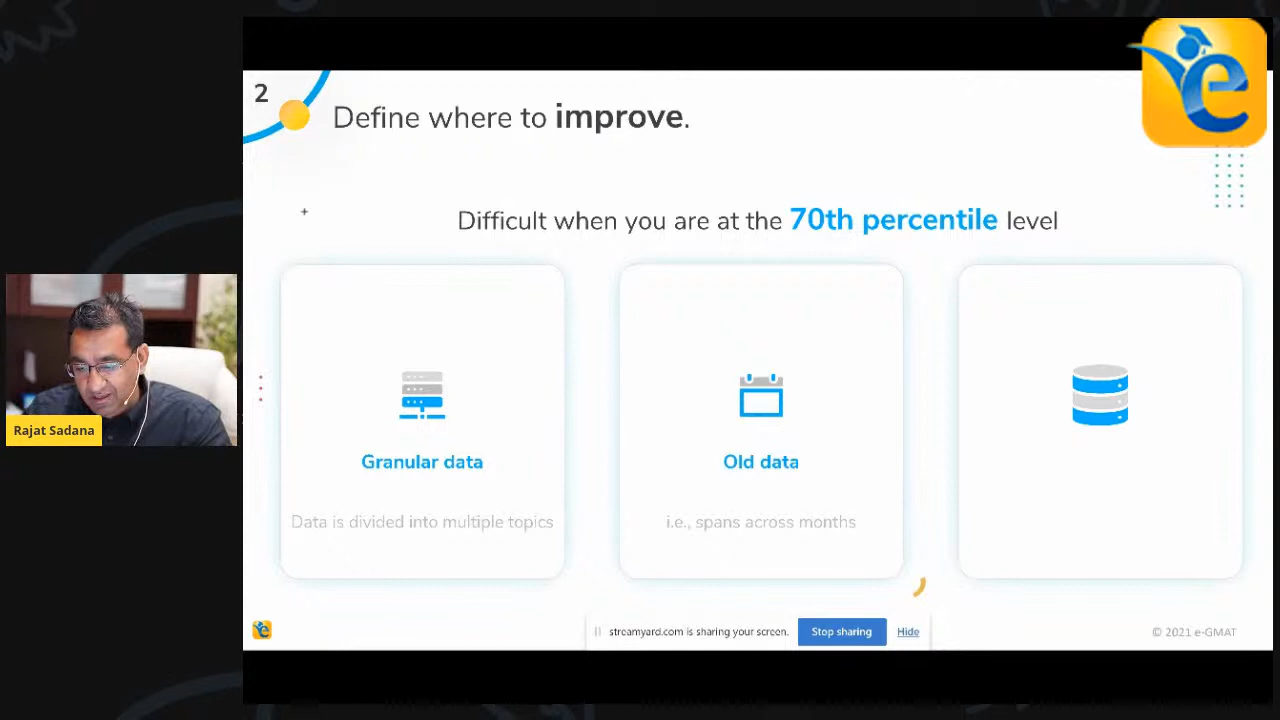 2
Define where to improve.
Difficult when you are at the 70th percentile level
Granular data
Data is divided into multiple topics
Old data
i.e., spans across months
Rajat Sadana
streamyard.com is sharing your screen.
Stop sharing
Hide
© 2021 e-GMAT